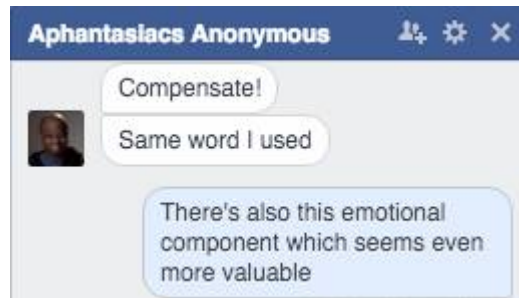 Aphantasiacs Anonymous
Compensate!
Same word I used
There's also this emotional
component which seems even
more valuable